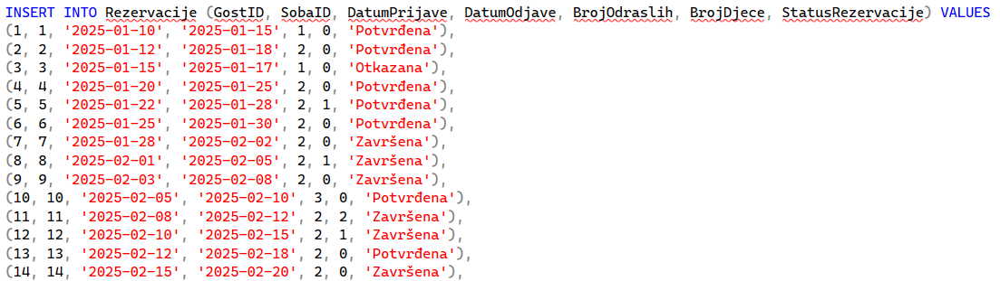 INSERT INTO Rezervacije (GostID, SobaID, DatumPrijave, DatumOdjave, BrojOdraslih, BrojDjece, StatusRezervacije) VALUES
(1, 1, '2025-01-10', '2025-01-15', 1, 0, 'Potvrđena'),
(2, 2, '2025-01-12', '2025-01-18', 2, 0, 'Potvrđena'),
(3, 3, '2025-01-15', '2025-01-17', 1, 0, 'Otkazana'),
(4, 4, '2025-01-20', '2025-01-25', 2, 0, 'Potvrđena'),
(5, 5, '2025-01-22', '2025-01-28', 2, 1, 'Potvrđena'),
(6, 6, '2025-01-25', '2025-01-30', 2, 0, 'Potvrđena'),
(7, 7, '2025-01-28', '2025-02-02', 2, 0, 'Završena'),
(8, 8, '2025-02-01', '2025-02-05', 2, 1, 'Završena'),
(9, 9, '2025-02-03', '2025-02-08', 2, 0, 'Završena'),
(10, 10, '2025-02-05', '2025-02-10', 3, 0, 'Potvrđena'),
(11, 11, '2025-02-08', '2025-02-12', 2, 2, 'Završena'),
(12, 12, '2025-02-10', '2025-02-15', 2, 1, 'Završena'),
(13, 13, '2025-02-12', '2025-02-18', 2, 0, 'Potvrđena'),
(14, 14, '2025-02-15', '2025-02-20', 2, 0, 'Završena'),